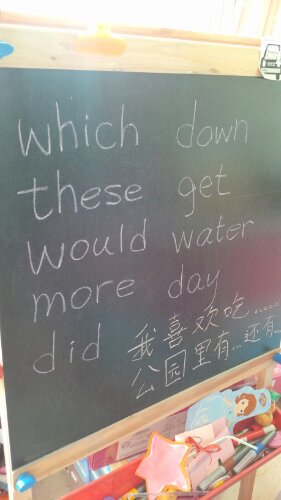 which down
these get
would water
more day
did 我喜欢吃.....
公园里有...还有